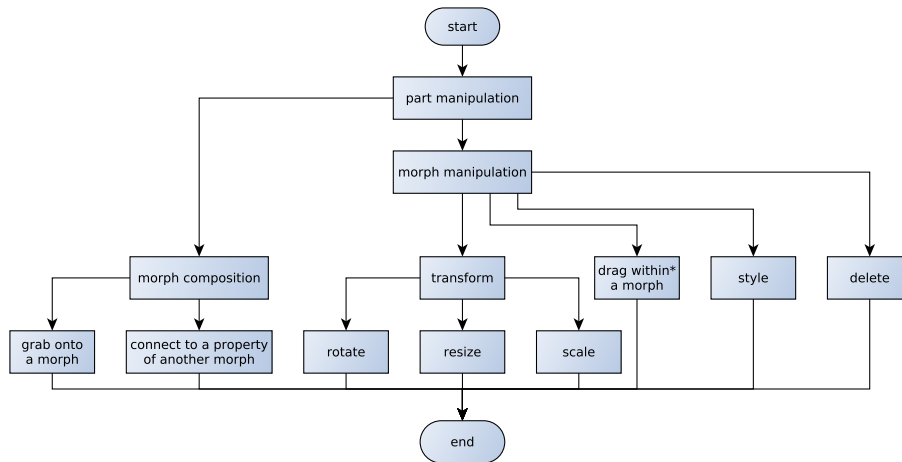 start
part manipulation
morph manipulation
morph composition
transform
drag within*
a morph
style
delete
grab onto
a morph
connect to a property
of another morph
rotate
resize
scale
end